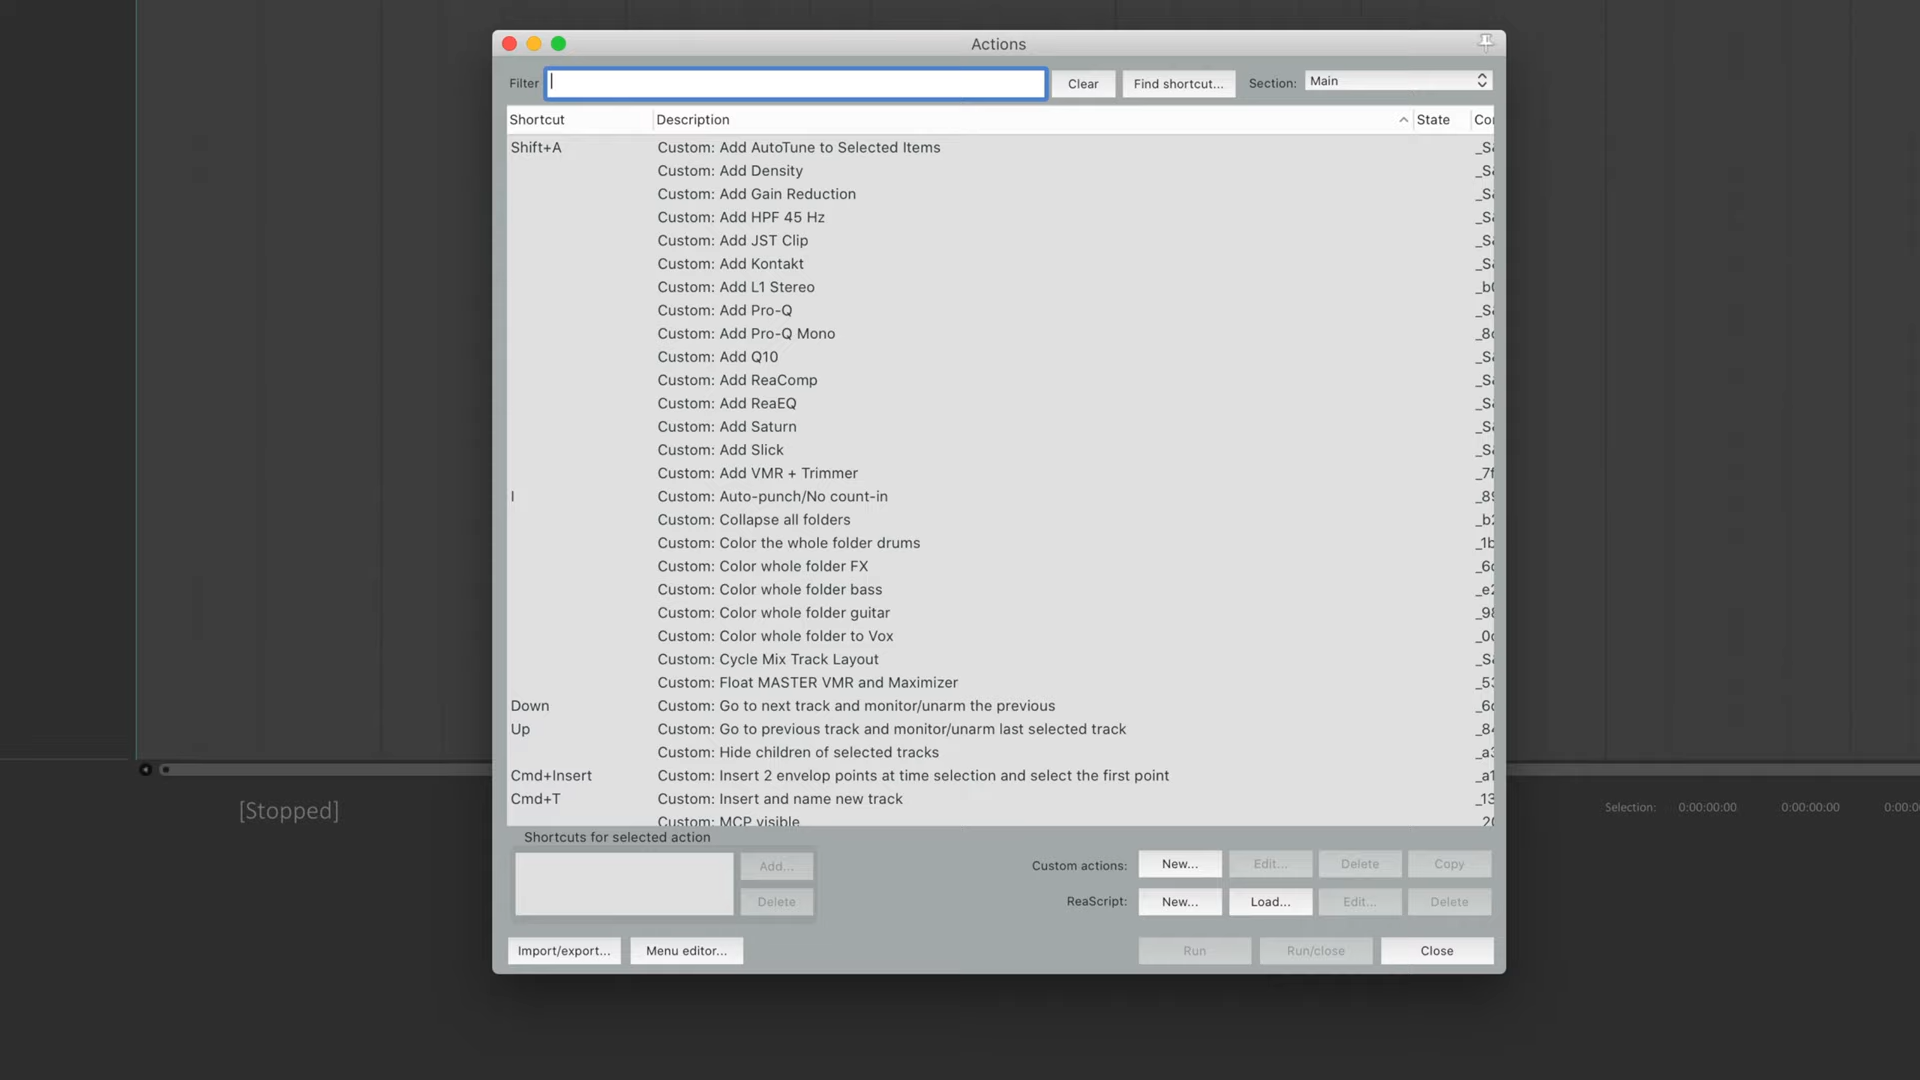 Actions
Filter Clear Find shortcut... Section: Main
Shortcut Description State Co
Shift+A Custom: Add AutoTune to Selected Items
Custom: Add Density
Custom: Add Gain Reduction
Custom: Add HPF 45 Hz
Custom: Add JST Clip
Custom: Add Kontakt
Custom: Add L1 Stereo
Custom: Add Pro-Q
Custom: Add Pro-Q Mono
Custom: Add Q10
Custom: Add ReaComp
Custom: Add ReaEQ
Custom: Add Saturn
Custom: Add Slick
Custom: Add VMR + Trimmer
I Custom: Auto-punch/No count-in
Custom: Collapse all folders
Custom: Color the whole folder drums
Custom: Color whole folder FX
Custom: Color whole folder bass
Custom: Color whole folder guitar
Custom: Color whole folder to Vox
Custom: Cycle Mix Track Layout
Custom: Float MASTER VMR and Maximizer
Down Custom: Go to next track and monitor/unarm the previous
Up Custom: Go to previous track and monitor/unarm last selected track
Custom: Hide children of selected tracks
Cmd+Insert Custom: Insert 2 envelop points at time selection and select the first point
Cmd+T Custom: Insert and name new track _13
Custom: MCP visible
[Stopped]
Selection: 0:00:00:00 0:00:00:00 0:00:0
Shortcuts for selected action
Add...
Delete
Custom actions: New... Edit... Delete Copy
ReaScript: New... Load... Edit... Delete
Import/export... Menu editor... Run Run/close Close